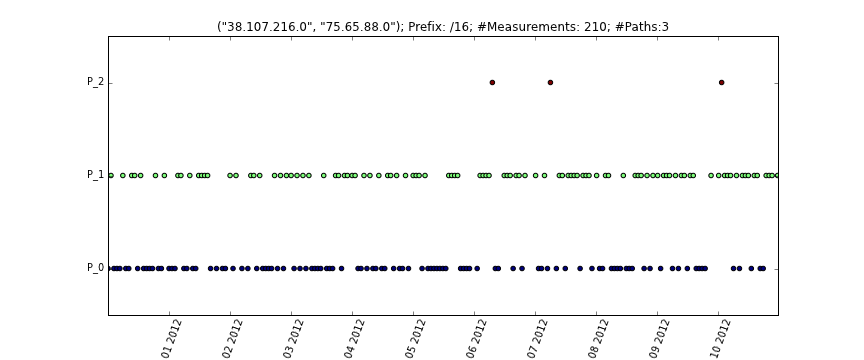 ("38.107.216.0", "75.65.88.0"); Prefix: /16; #Measurements: 210; #Paths:3
P_2
P_1
P_0
01 2012
02 2012
03 2012
04 2012
05 2012
06 2012
07 2012
08 2012
09 2012
10 2012